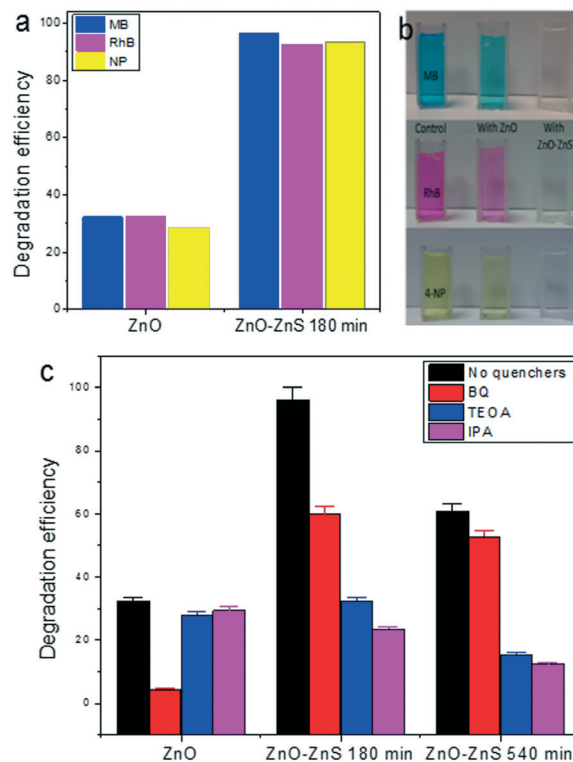 a
MB
RhB
NP
100
80
60
40
20
0
Degradation efficiency
ZnO
ZnO-ZnS 180 min
b
MB
Control
With ZnO
With
ZnO-ZnS
RhB
4-NP
c
No quenchers
BQ
TEOA
IPA
100
80
60
40
20
0
Degradation efficiency
ZnO
ZnO-ZnS 180 min
ZnO-ZnS 540 min